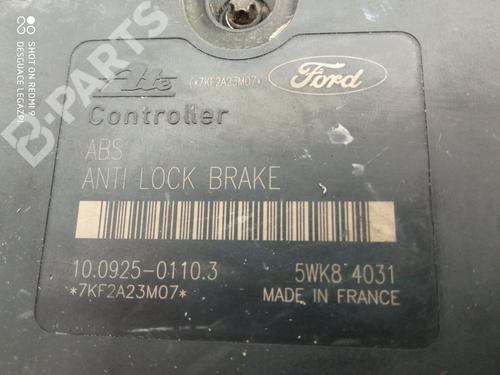 Ate
(*7KF2A23M07*)
Ford
Controller
ABS
ANTI LOCK BRAKE
10.0925-0110.3
5WK8 4031
*7KF2A23M07*
MADE IN FRANCE
SHOT ON REDMI 9
DESGUACE LEGAZPI
B-PARTS